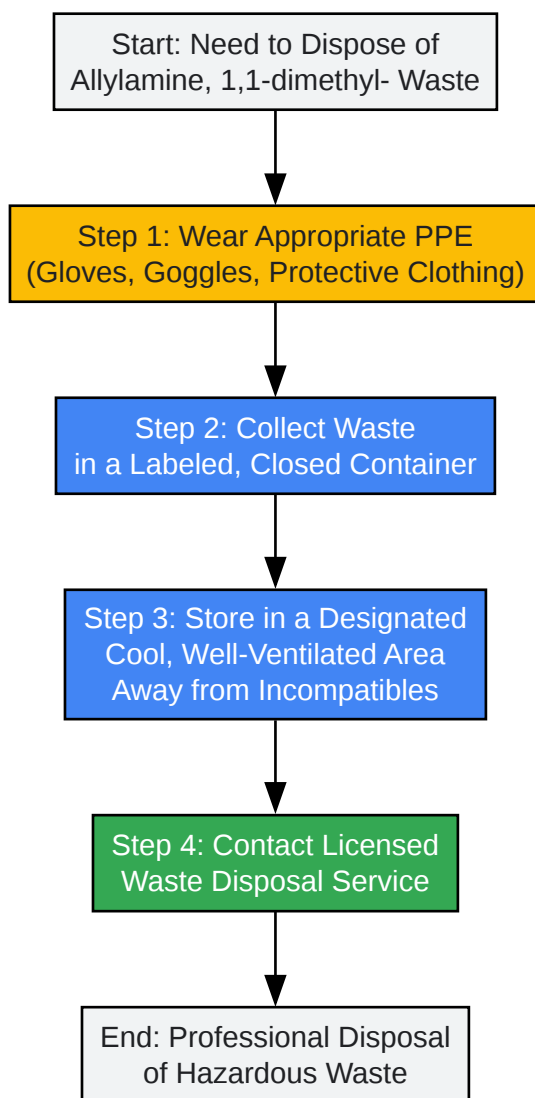 Start: Need to Dispose of
Allylamine, 1,1-dimethyl- Waste
Step 1: Wear Appropriate PPE
(Gloves, Goggles, Protective Clothing)
Step 2: Collect Waste
in a Labeled, Closed Container
Step 3: Store in a Designated
Cool, Well-Ventilated Area
Away from Incompatibles
Step 4: Contact Licensed
Waste Disposal Service
End: Professional Disposal
of Hazardous Waste